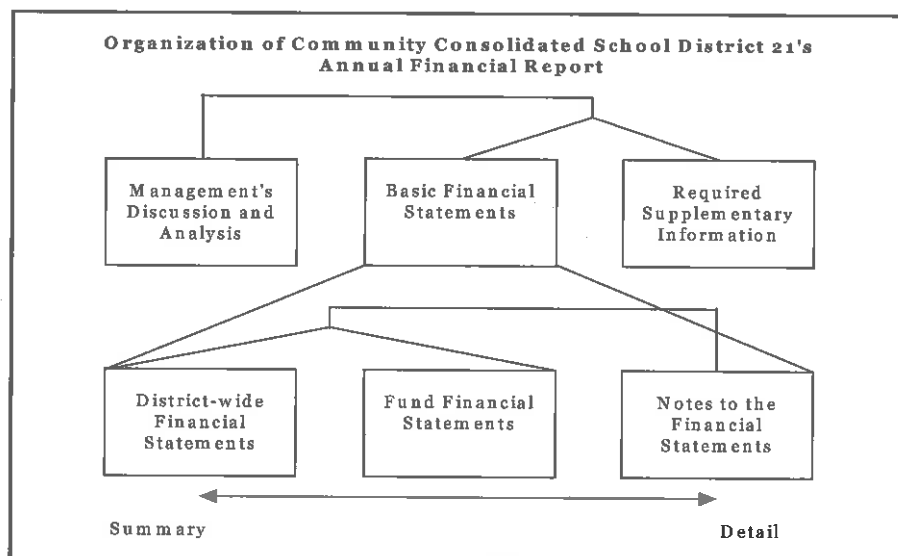 Organization of Community Consolidated School District 21's
Annual Financial Report
Management's
Discussion and
Analysis
Basic Financial
Statements
Required
Supplementary
Information
District-wide
Financial
Statements
Fund Financial
Statements
Notes to the
Financial
Statements
Summary
Detail